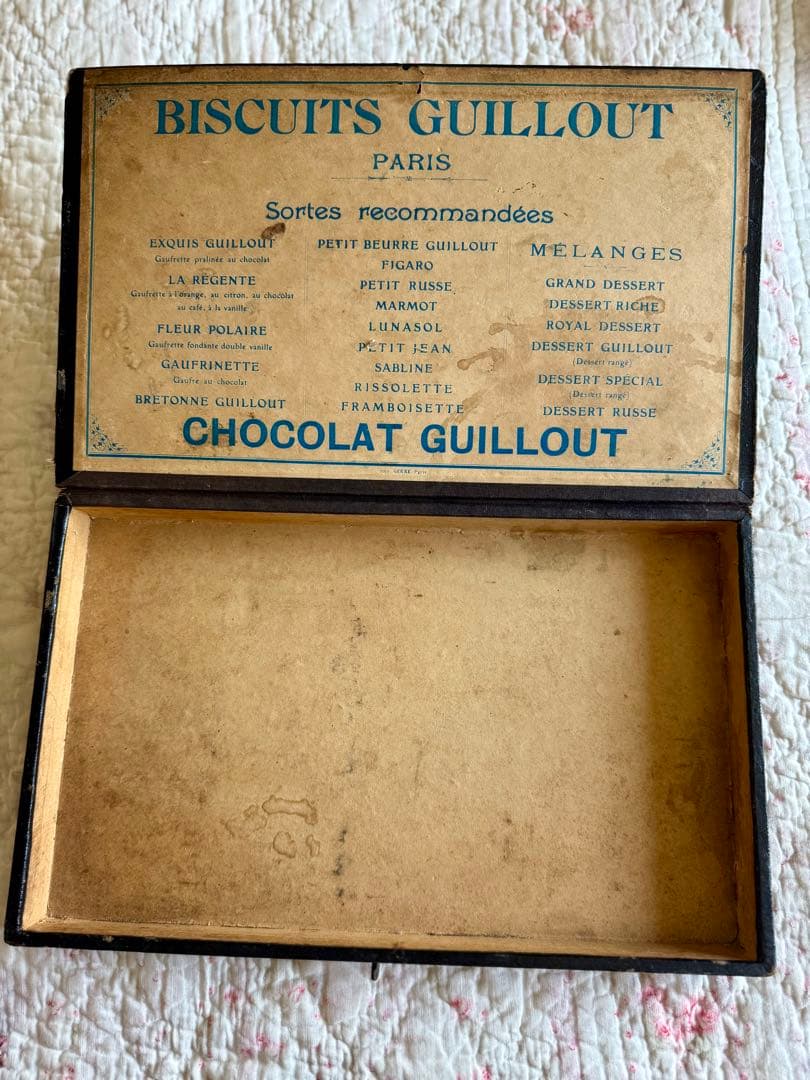 BISCUITS GUILLOUT
PARIS
Sortes recommandées
EXQUIS GUILLOUT
Gaufrette pralinée au chocolat
LA RÉGENTE
Gaufrette à l'orange, au citron, au chocolat
au café, à la vanille
FLEUR POLAIRE
Gaufrette fondante double vanille
GAUFRINETTE
Gaufre au chocolat
BRETONNE GUILLOUT
PETIT BEURRE GUILLOUT
FIGARO
PETIT RUSSE
MARMOT
LUNASOL
PETIT JEAN
SABLINE
RISSOLETTE
FRAMBOISETTE
MÉLANGES
GRAND DESSERT
DESSERT RICHE
ROYAL DESSERT
DESSERT GUILLOUT
(Dessert rangé)
DESSERT SPÉCIAL
(Dessert rangé)
DESSERT RUSSE
CHOCOLAT GUILLOUT
Paris